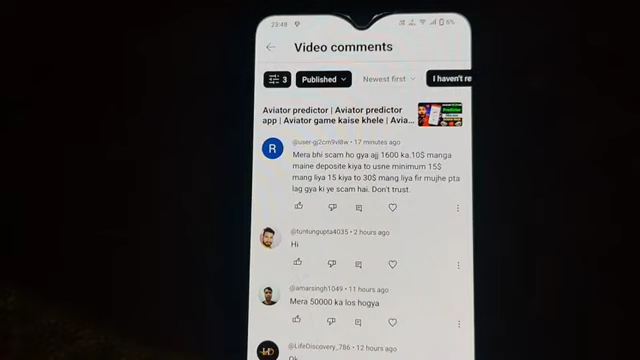 23:48
6%
Video comments
3
Published
Newest first
I haven't re
Aviator predictor | Aviator predictor
app | Aviator game kaise khele | Avia...
R
@user-gj2cm9vl8w • 17 minutes ago
Mera bhi scam ho gya ajj 1600 ka.10$ manga
maine deposite kiya to usne minimum 15$
mang liya 15 kiya to 30$ mang liya fir mujhe pta
lag gya ki ye scam hai. Don't trust.
@tuntungupta4035 • 2 hours ago
Hi
@amarsingh1049 • 11 hours ago
Mera 50000 ka los hogya
@LifeDiscovery_786 • 12 hours ago
Ok